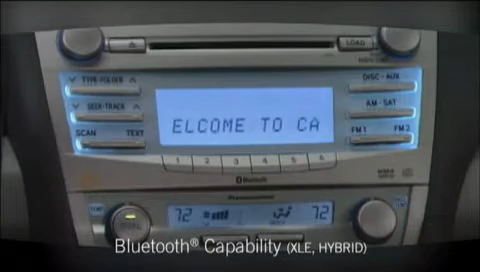 LOAD
TYPE·FOLDER
DISC·AUX
SEEK·TRACK
AM·SAT
ELCOME TO CA
SCAN TEXT
FM1 FM2
1 2 3 4 5 6
Bluetooth
72 72
Bluetooth® Capability (XLE, HYBRID)